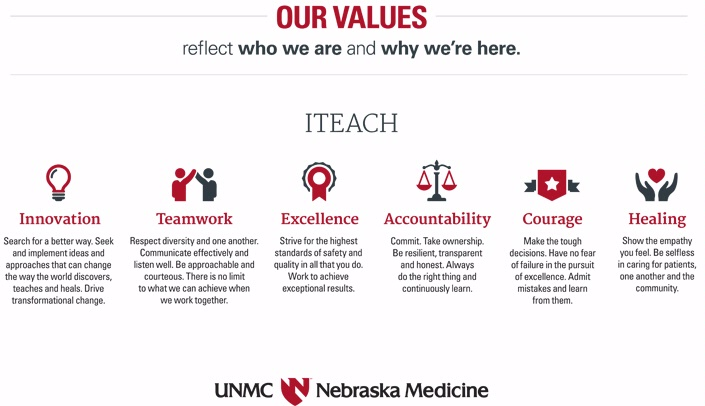 OUR VALUES
reflect who we are and why we're here.
ITEACH
Innovation
Search for a better way. Seek
and implement ideas and
approaches that can change
the way the world discovers,
teaches and heals. Drive
transformational change.
Teamwork
Respect diversity and one another.
Communicate effectively and
listen well. Be approachable and
courteous. There is no limit
to what we can achieve when
we work together.
Excellence
Strive for the highest
standards of safety and
quality in all that you do.
Work to achieve
exceptional results.
Accountability
Commit. Take ownership.
Be resilient, transparent
and honest. Always
do the right thing and
continuously learn.
Courage
Make the tough
decisions. Have no fear
of failure in the pursuit
of excellence. Admit
mistakes and learn
from them.
Healing
Show the empathy
you feel. Be selfless
in caring for patients,
one another and the
community.
UNMC Nebraska Medicine